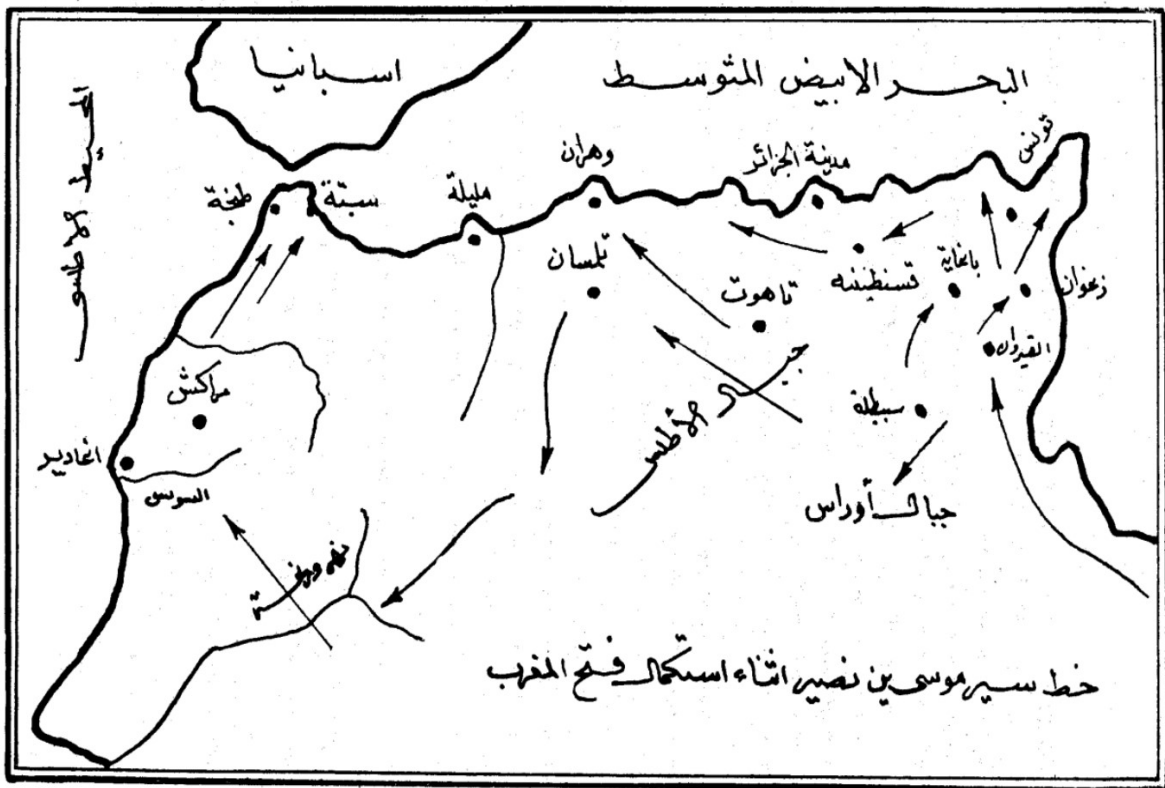 اسبانيا
البحر الابيض المتوسط
المحيط الأطلسي
تونس
مدينة الجزائر
وهران
مليلة
سبتة
طنجة
زغوان
باغاية
قسنطينه
تلمسان
تاهوت
القيروان
جبال الأطلس
سبيطلة
مراكش
اغادير
السوس
جبال أوراس
نهر
خط سير موسى بن نصير اثناء استكمال فتح المغرب